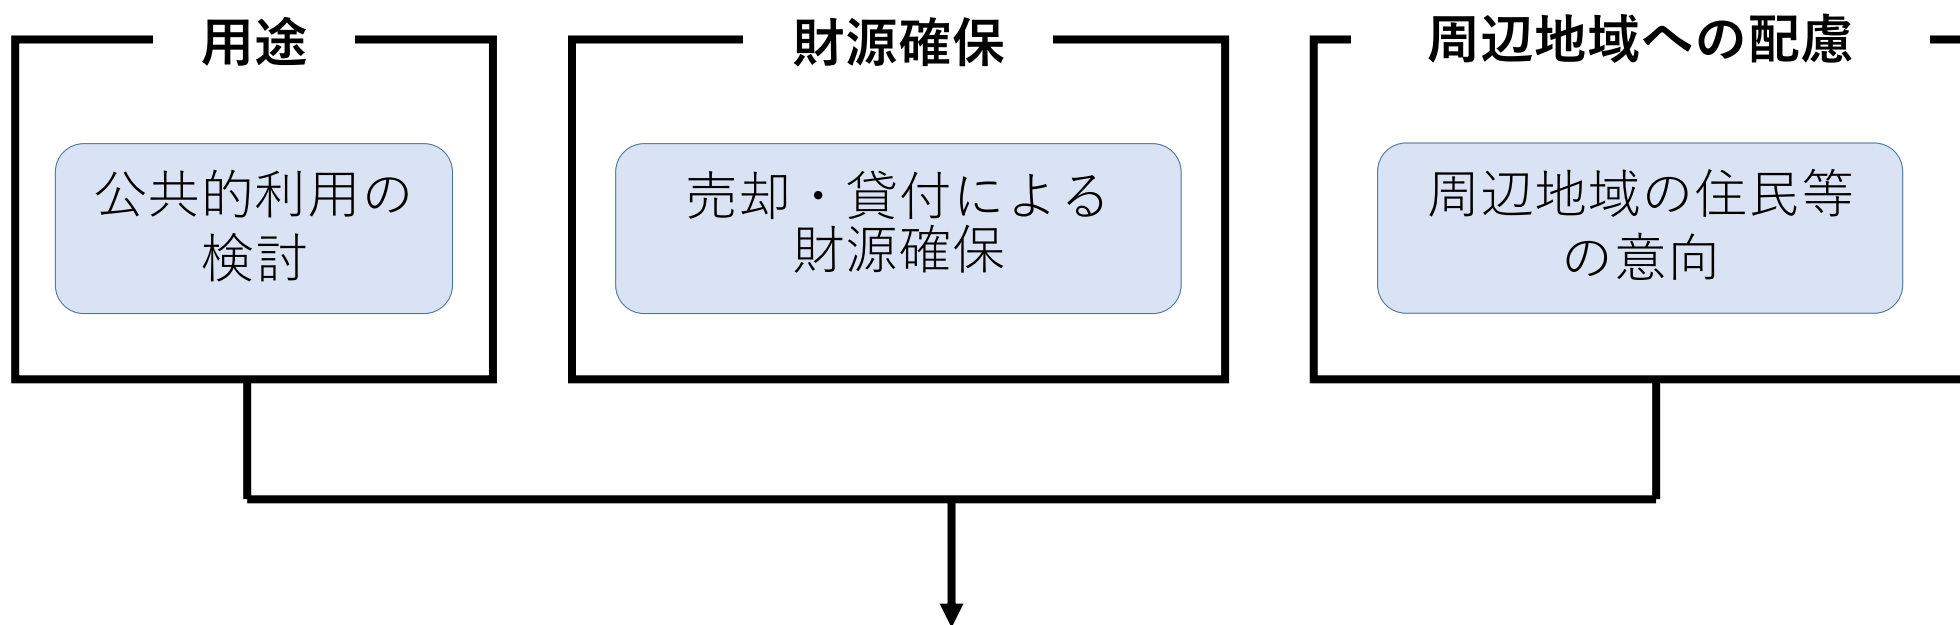 用途
公共的利用の
検討
財源確保
売却・貸付による
財源確保
周辺地域への配慮
周辺地域の住民等
の意向